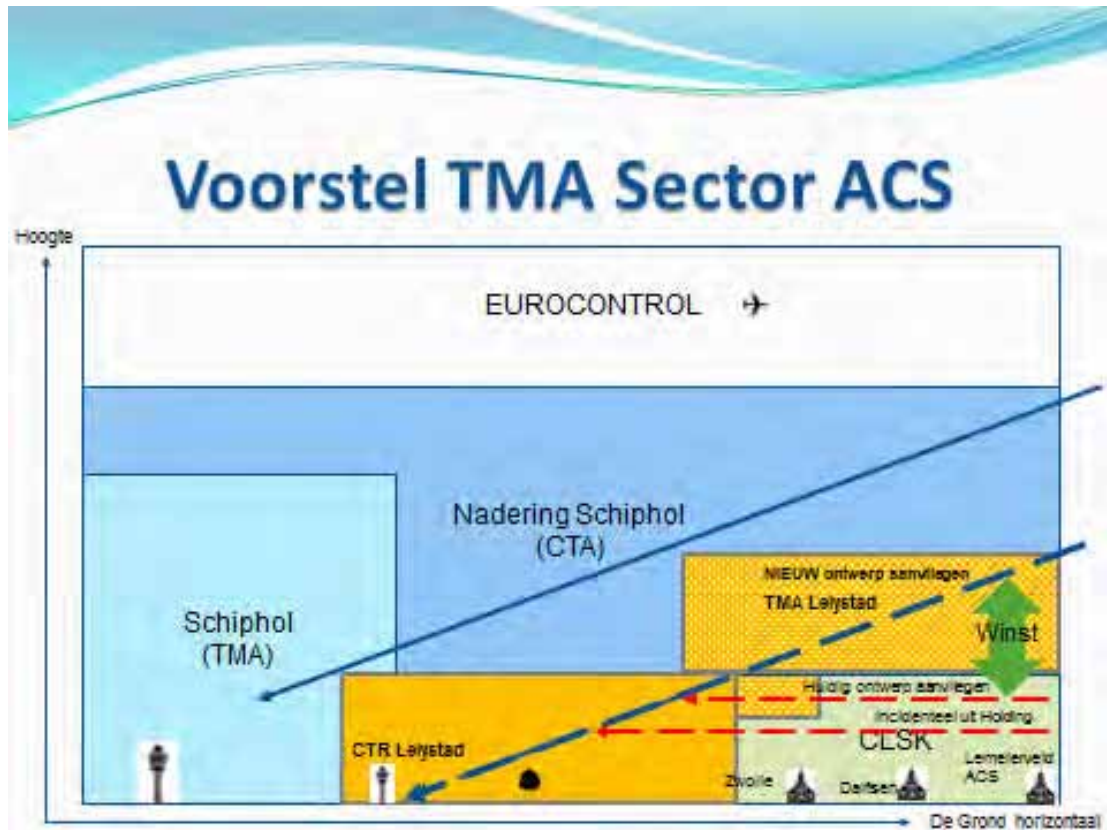 Voorstel TMA Sector ACS
Hoogte
EUROCONTROL
Nadering Schiphol
(CTA)
NIEUW ontwerp aanvliegen
TMA Lelystad
Schiphol
(TMA)
Winst
Huidig ontwerp aanvliegen
Incidenteel uit Holding
CLSK
CTR Lelystad
Zwolle
Dalfsen
Lemelerveld
ACS
De Grond horizontaal